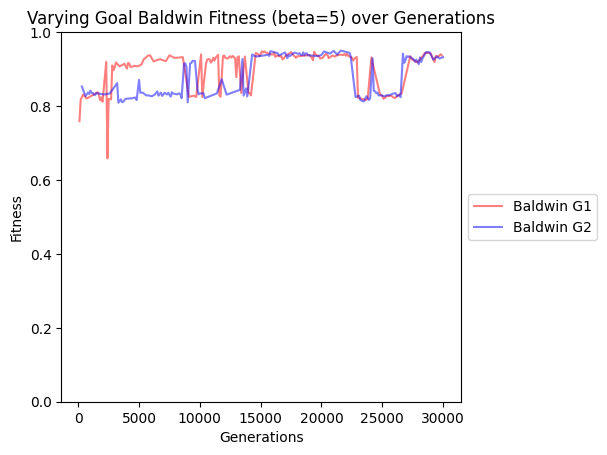 Varying Goal Baldwin Fitness (beta=5) over Generations
1.0
0.8
0.6
0.4
0.2
0.0
Fitness
0 5000 10000 15000 20000 25000 30000
Generations
Baldwin G1
Baldwin G2